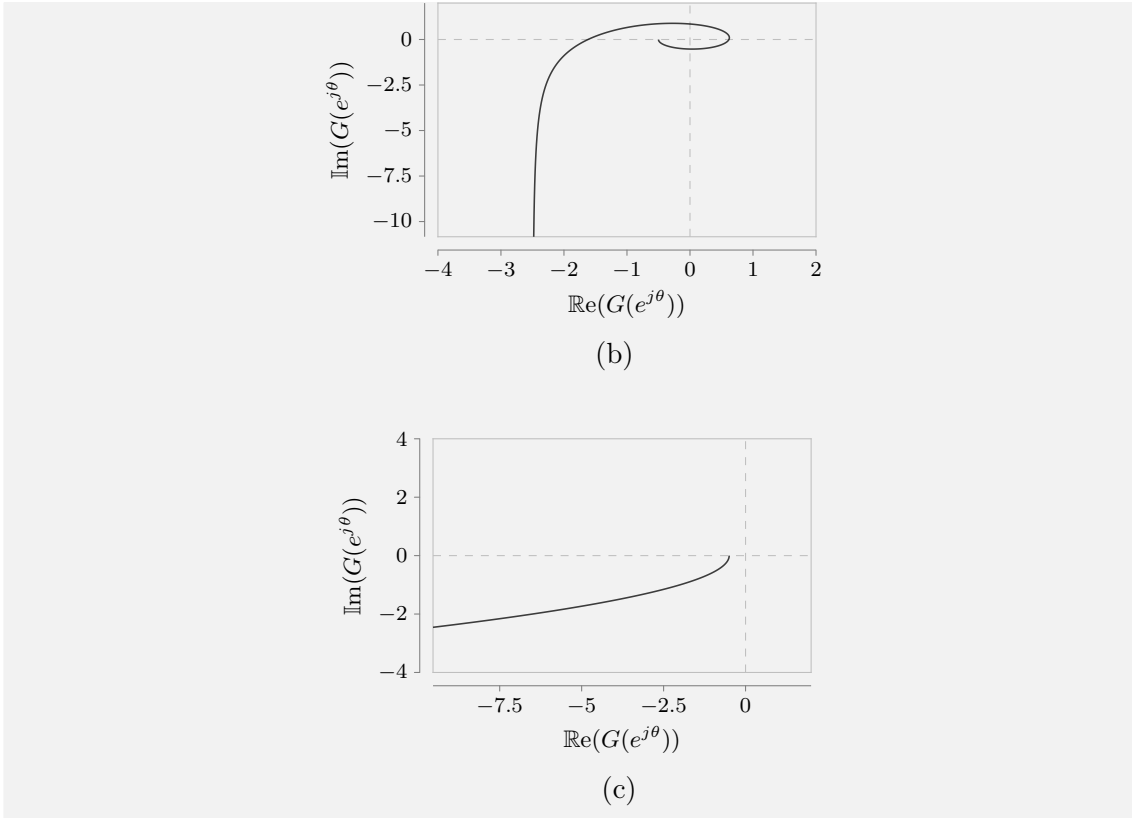 0
−2.5
−5
−7.5
−10
𝕀m(G(e^{jθ}))
−4 −3 −2 −1 0 1 2
ℝe(G(e^{jθ}))
(b)
4
2
0
−2
−4
𝕀m(G(e^{jθ}))
−7.5 −5 −2.5 0
ℝe(G(e^{jθ}))
(c)